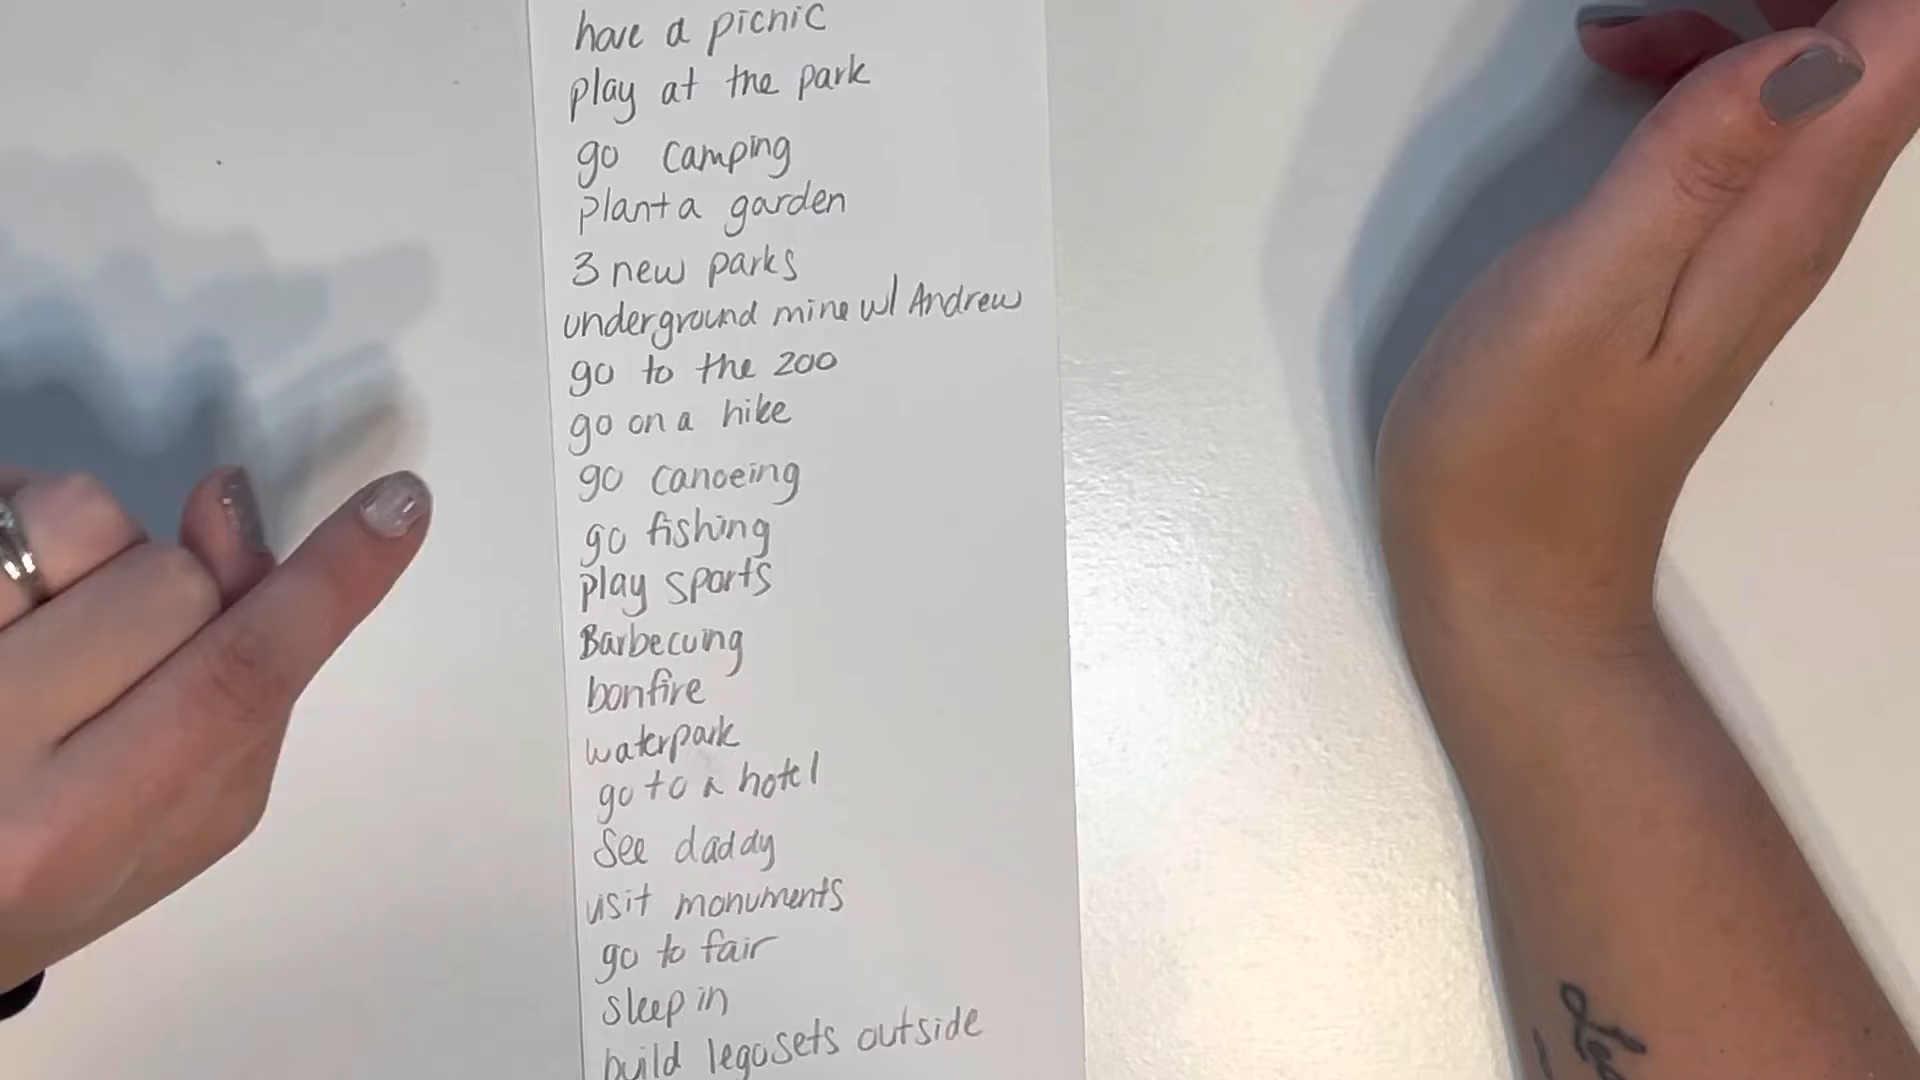 have a picnic
play at the park
go camping
plant a garden
3 new parks
underground mine w/ Andrew
go to the zoo
go on a hike
go canoeing
go fishing
play sports
Barbecuing
bonfire
waterpark
go to a hotel
See daddy
visit monuments
go to fair
sleep in
build lego sets outside